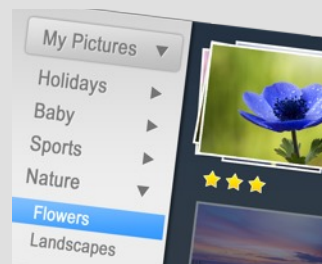 My Pictures
Holidays
Baby
Sports
Nature
Flowers
Landscapes